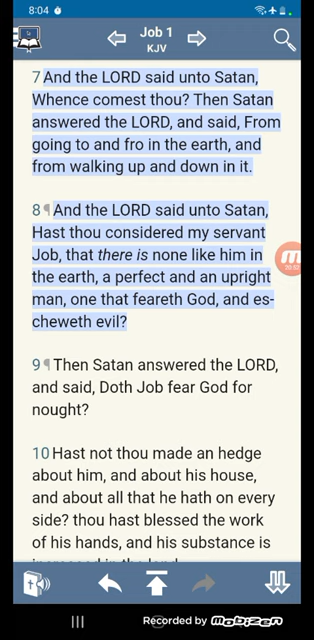 8:04
Job 1
KJV
7 And the LORD said unto Satan,
Whence comest thou? Then Satan
answered the LORD, and said, From
going to and fro in the earth, and
from walking up and down in it.
8 ¶ And the LORD said unto Satan,
Hast thou considered my servant
Job, that there is none like him in
the earth, a perfect and an upright
man, one that feareth God, and es-
cheweth evil?
9 ¶ Then Satan answered the LORD,
and said, Doth Job fear God for
nought?
10 Hast not thou made an hedge
about him, and about his house,
and about all that he hath on every
side? thou hast blessed the work
of his hands, and his substance is
increased in the land.
Recorded by mobizen